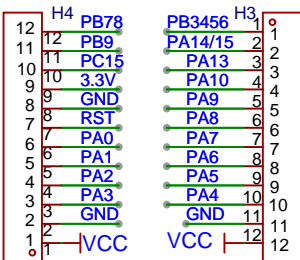 H4 H3
12 12 PB78 PB3456 1 1
11 11 PB9 PA14/15 2 2
10 10 PC15 PA13 3 3
9 9 3.3V PA10 4 4
8 8 GND PA9 5 5
7 7 RST PA8 6 6
6 6 PA0 PA7 7 7
5 5 PA1 PA6 8 8
4 4 PA2 PA5 9 9
3 3 PA3 PA4 10 10
2 2 GND GND 11 11
1 1 VCC VCC 12 12